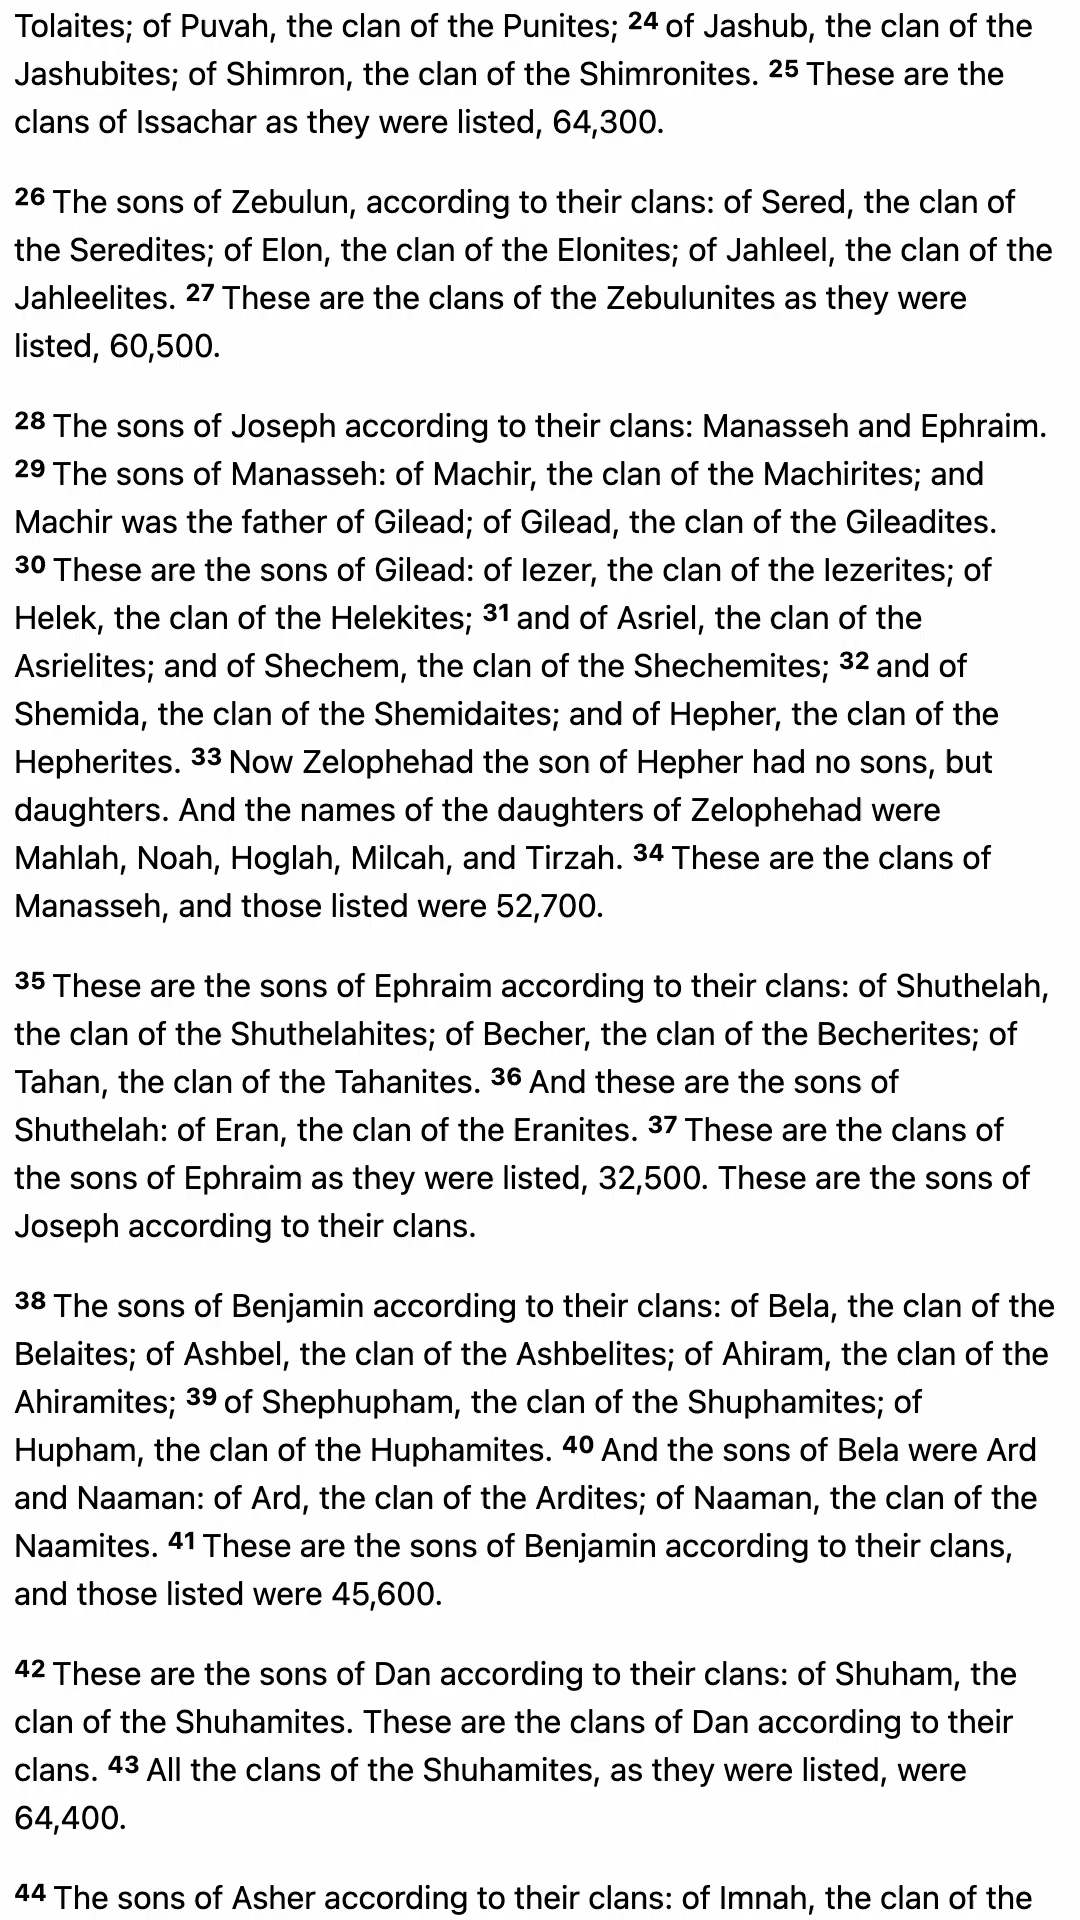 Tolaites; of Puvah, the clan of the Punites; 24 of Jashub, the clan of the
Jashubites; of Shimron, the clan of the Shimronites. 25 These are the
clans of Issachar as they were listed, 64,300.
26 The sons of Zebulun, according to their clans: of Sered, the clan of
the Seredites; of Elon, the clan of the Elonites; of Jahleel, the clan of the
Jahleelites. 27 These are the clans of the Zebulunites as they were
listed, 60,500.
28 The sons of Joseph according to their clans: Manasseh and Ephraim.
29 The sons of Manasseh: of Machir, the clan of the Machirites; and
Machir was the father of Gilead; of Gilead, the clan of the Gileadites.
30 These are the sons of Gilead: of Iezer, the clan of the Iezerites; of
Helek, the clan of the Helekites; 31 and of Asriel, the clan of the
Asrielites; and of Shechem, the clan of the Shechemites; 32 and of
Shemida, the clan of the Shemidaites; and of Hepher, the clan of the
Hepherites. 33 Now Zelophehad the son of Hepher had no sons, but
daughters. And the names of the daughters of Zelophehad were
Mahlah, Noah, Hoglah, Milcah, and Tirzah. 34 These are the clans of
Manasseh, and those listed were 52,700.
35 These are the sons of Ephraim according to their clans: of Shuthelah,
the clan of the Shuthelahites; of Becher, the clan of the Becherites; of
Tahan, the clan of the Tahanites. 36 And these are the sons of
Shuthelah: of Eran, the clan of the Eranites. 37 These are the clans of
the sons of Ephraim as they were listed, 32,500. These are the sons of
Joseph according to their clans.
38 The sons of Benjamin according to their clans: of Bela, the clan of the
Belaites; of Ashbel, the clan of the Ashbelites; of Ahiram, the clan of the
Ahiramites; 39 of Shephupham, the clan of the Shuphamites; of
Hupham, the clan of the Huphamites. 40 And the sons of Bela were Ard
and Naaman: of Ard, the clan of the Ardites; of Naaman, the clan of the
Naamites. 41 These are the sons of Benjamin according to their clans,
and those listed were 45,600.
42 These are the sons of Dan according to their clans: of Shuham, the
clan of the Shuhamites. These are the clans of Dan according to their
clans. 43 All the clans of the Shuhamites, as they were listed, were
64,400.
44 The sons of Asher according to their clans: of Imnah, the clan of the